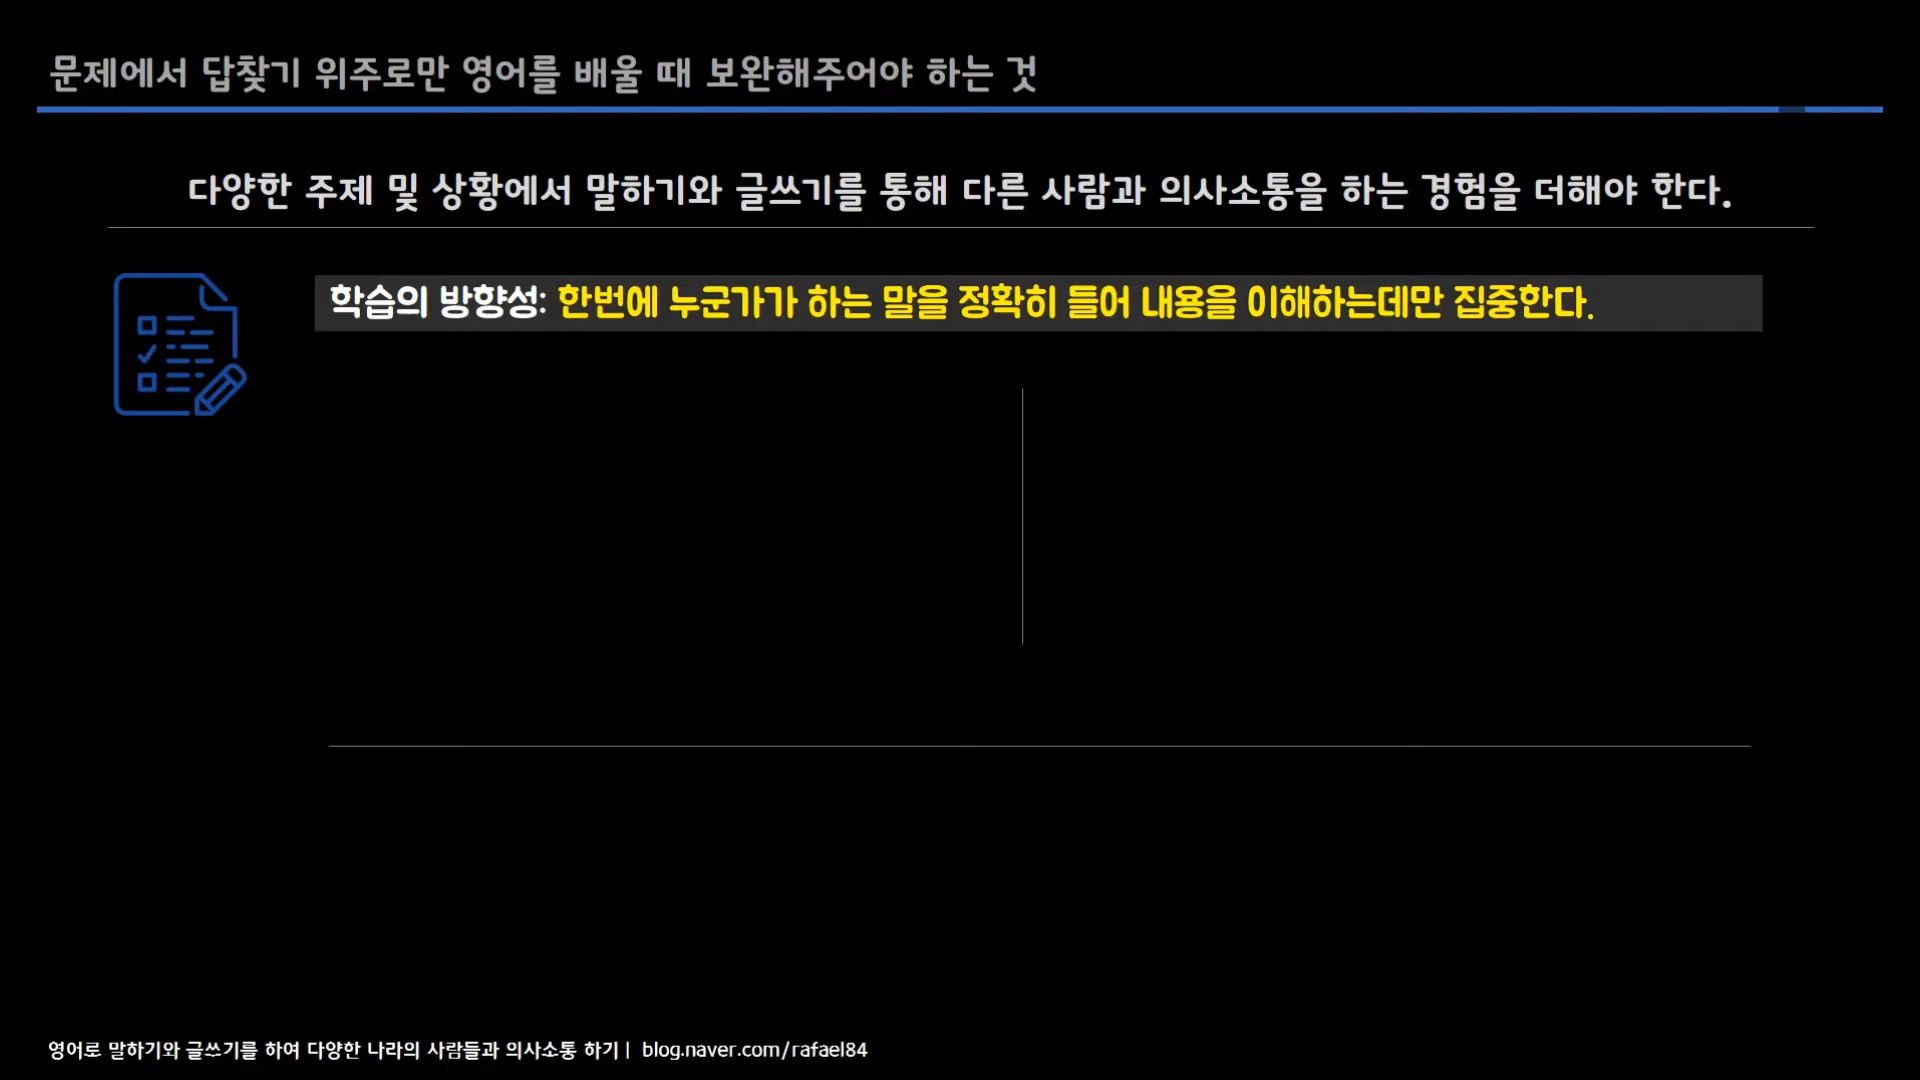 문제에서 답찾기 위주로만 영어를 배울 때 보완해주어야 하는 것
다양한 주제 및 상황에서 말하기와 글쓰기를 통해 다른 사람과 의사소통을 하는 경험을 더해야 한다.
학습의 방향성: 한번에 누군가가 하는 말을 정확히 들어 내용을 이해하는데만 집중한다.
영어로 말하기와 글쓰기를 하여 다양한 나라의 사람들과 의사소통 하기 | blog.naver.com/rafael84